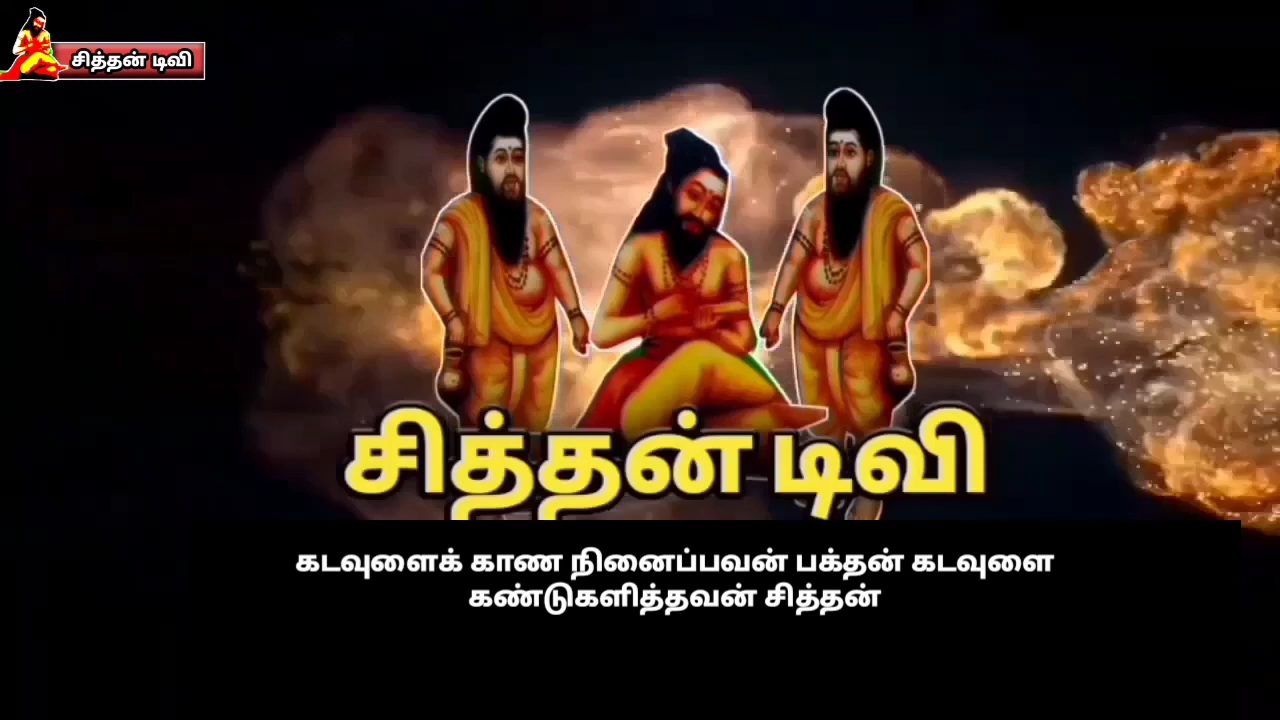 சித்தன் டிவி
சித்தன் டிவி
கடவுளைக் காண நினைப்பவன் பக்தன் கடவுளை
கண்டுகளித்தவன் சித்தன்